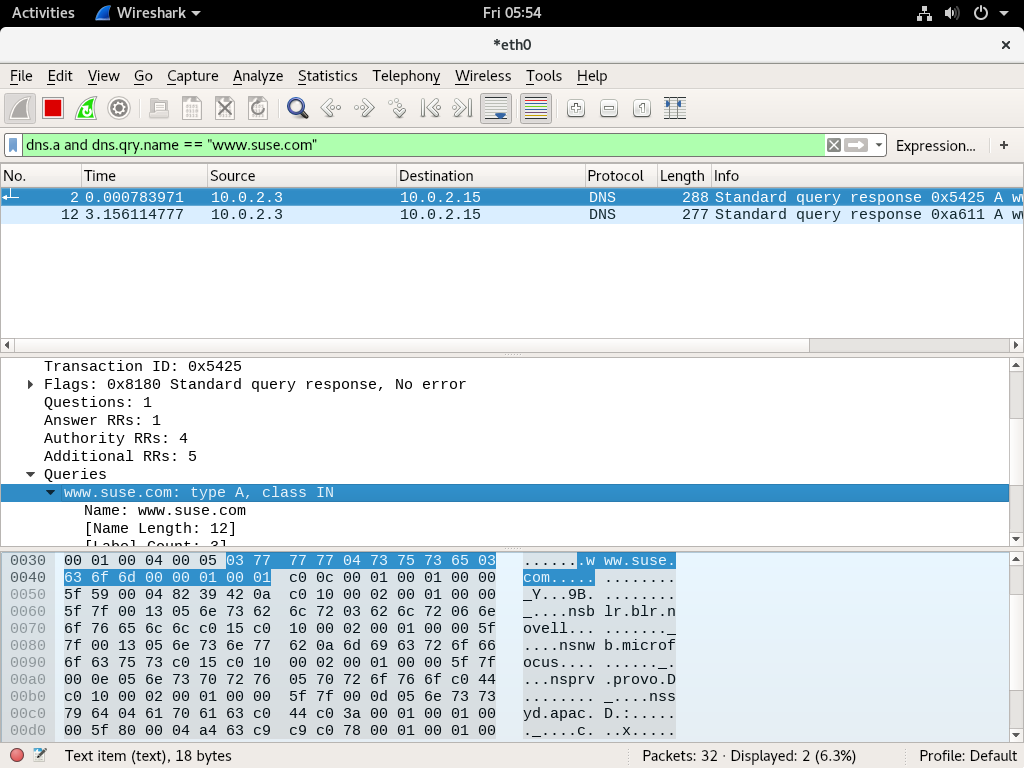 Activities Wireshark Fri 05:54
*eth0
File Edit View Go Capture Analyze Statistics Telephony Wireless Tools Help
dns.a and dns.qry.name == "www.suse.com" Expression... +
No. Time Source Destination Protocol Length Info
2 0.000783971 10.0.2.3 10.0.2.15 DNS 288 Standard query response 0x5425 A ww
12 3.156114777 10.0.2.3 10.0.2.15 DNS 277 Standard query response 0xa611 A ww
Transaction ID: 0x5425
Flags: 0x8180 Standard query response, No error
Questions: 1
Answer RRs: 1
Authority RRs: 4
Additional RRs: 5
Queries
www.suse.com: type A, class IN
Name: www.suse.com
[Name Length: 12]
[Label Count: 3]
0030 00 01 00 04 00 05 03 77 77 77 04 73 75 73 65 03 .......w ww.suse.
0040 63 6f 6d 00 00 01 00 01 c0 0c 00 01 00 01 00 00 com..... ........
0050 5f 59 00 04 82 39 42 0a c0 10 00 02 00 01 00 00 _Y...9B. ........
0060 5f 7f 00 13 05 6e 73 62 6c 72 03 62 6c 72 06 6e _....nsb lr.blr.n
0070 6f 76 65 6c 6c c0 15 c0 10 00 02 00 01 00 00 5f ovell... ......._
0080 7f 00 13 05 6e 73 6e 77 62 0a 6d 69 63 72 6f 66 ....nsnw b.microf
0090 6f 63 75 73 c0 15 c0 10 00 02 00 01 00 00 5f 7f ocus.... ......_.
00a0 00 0e 05 6e 73 70 72 76 05 70 72 6f 76 6f c0 44 ...nsprv .provo.D
00b0 c0 10 00 02 00 01 00 00 5f 7f 00 0d 05 6e 73 73 ........ _....nss
00c0 79 64 04 61 70 61 63 c0 44 c0 3a 00 01 00 01 00 yd.apac. D.:.....
00d0 00 5f 80 00 04 a4 63 c9 c9 c0 78 00 01 00 01 00 ._....c. ..x.....
Text item (text), 18 bytes Packets: 32 · Displayed: 2 (6.3%) Profile: Default